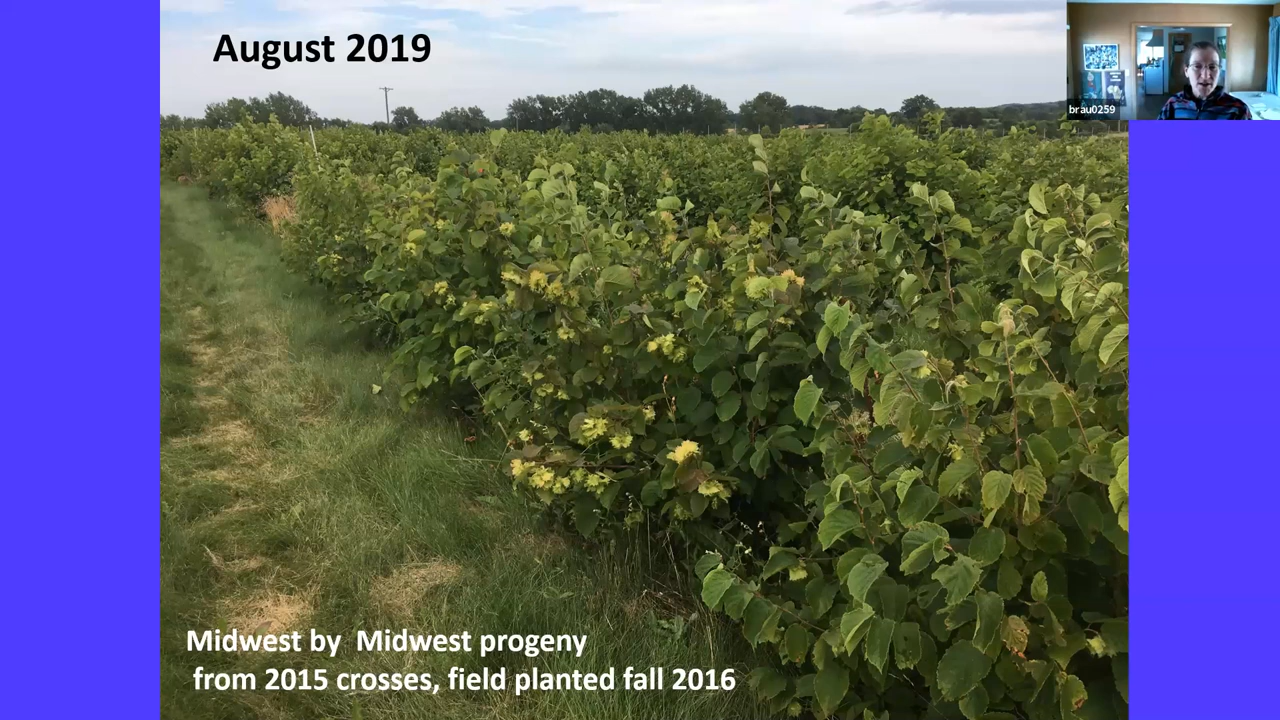 August 2019
brau0259
Midwest by  Midwest progeny
from 2015 crosses, field planted fall 2016